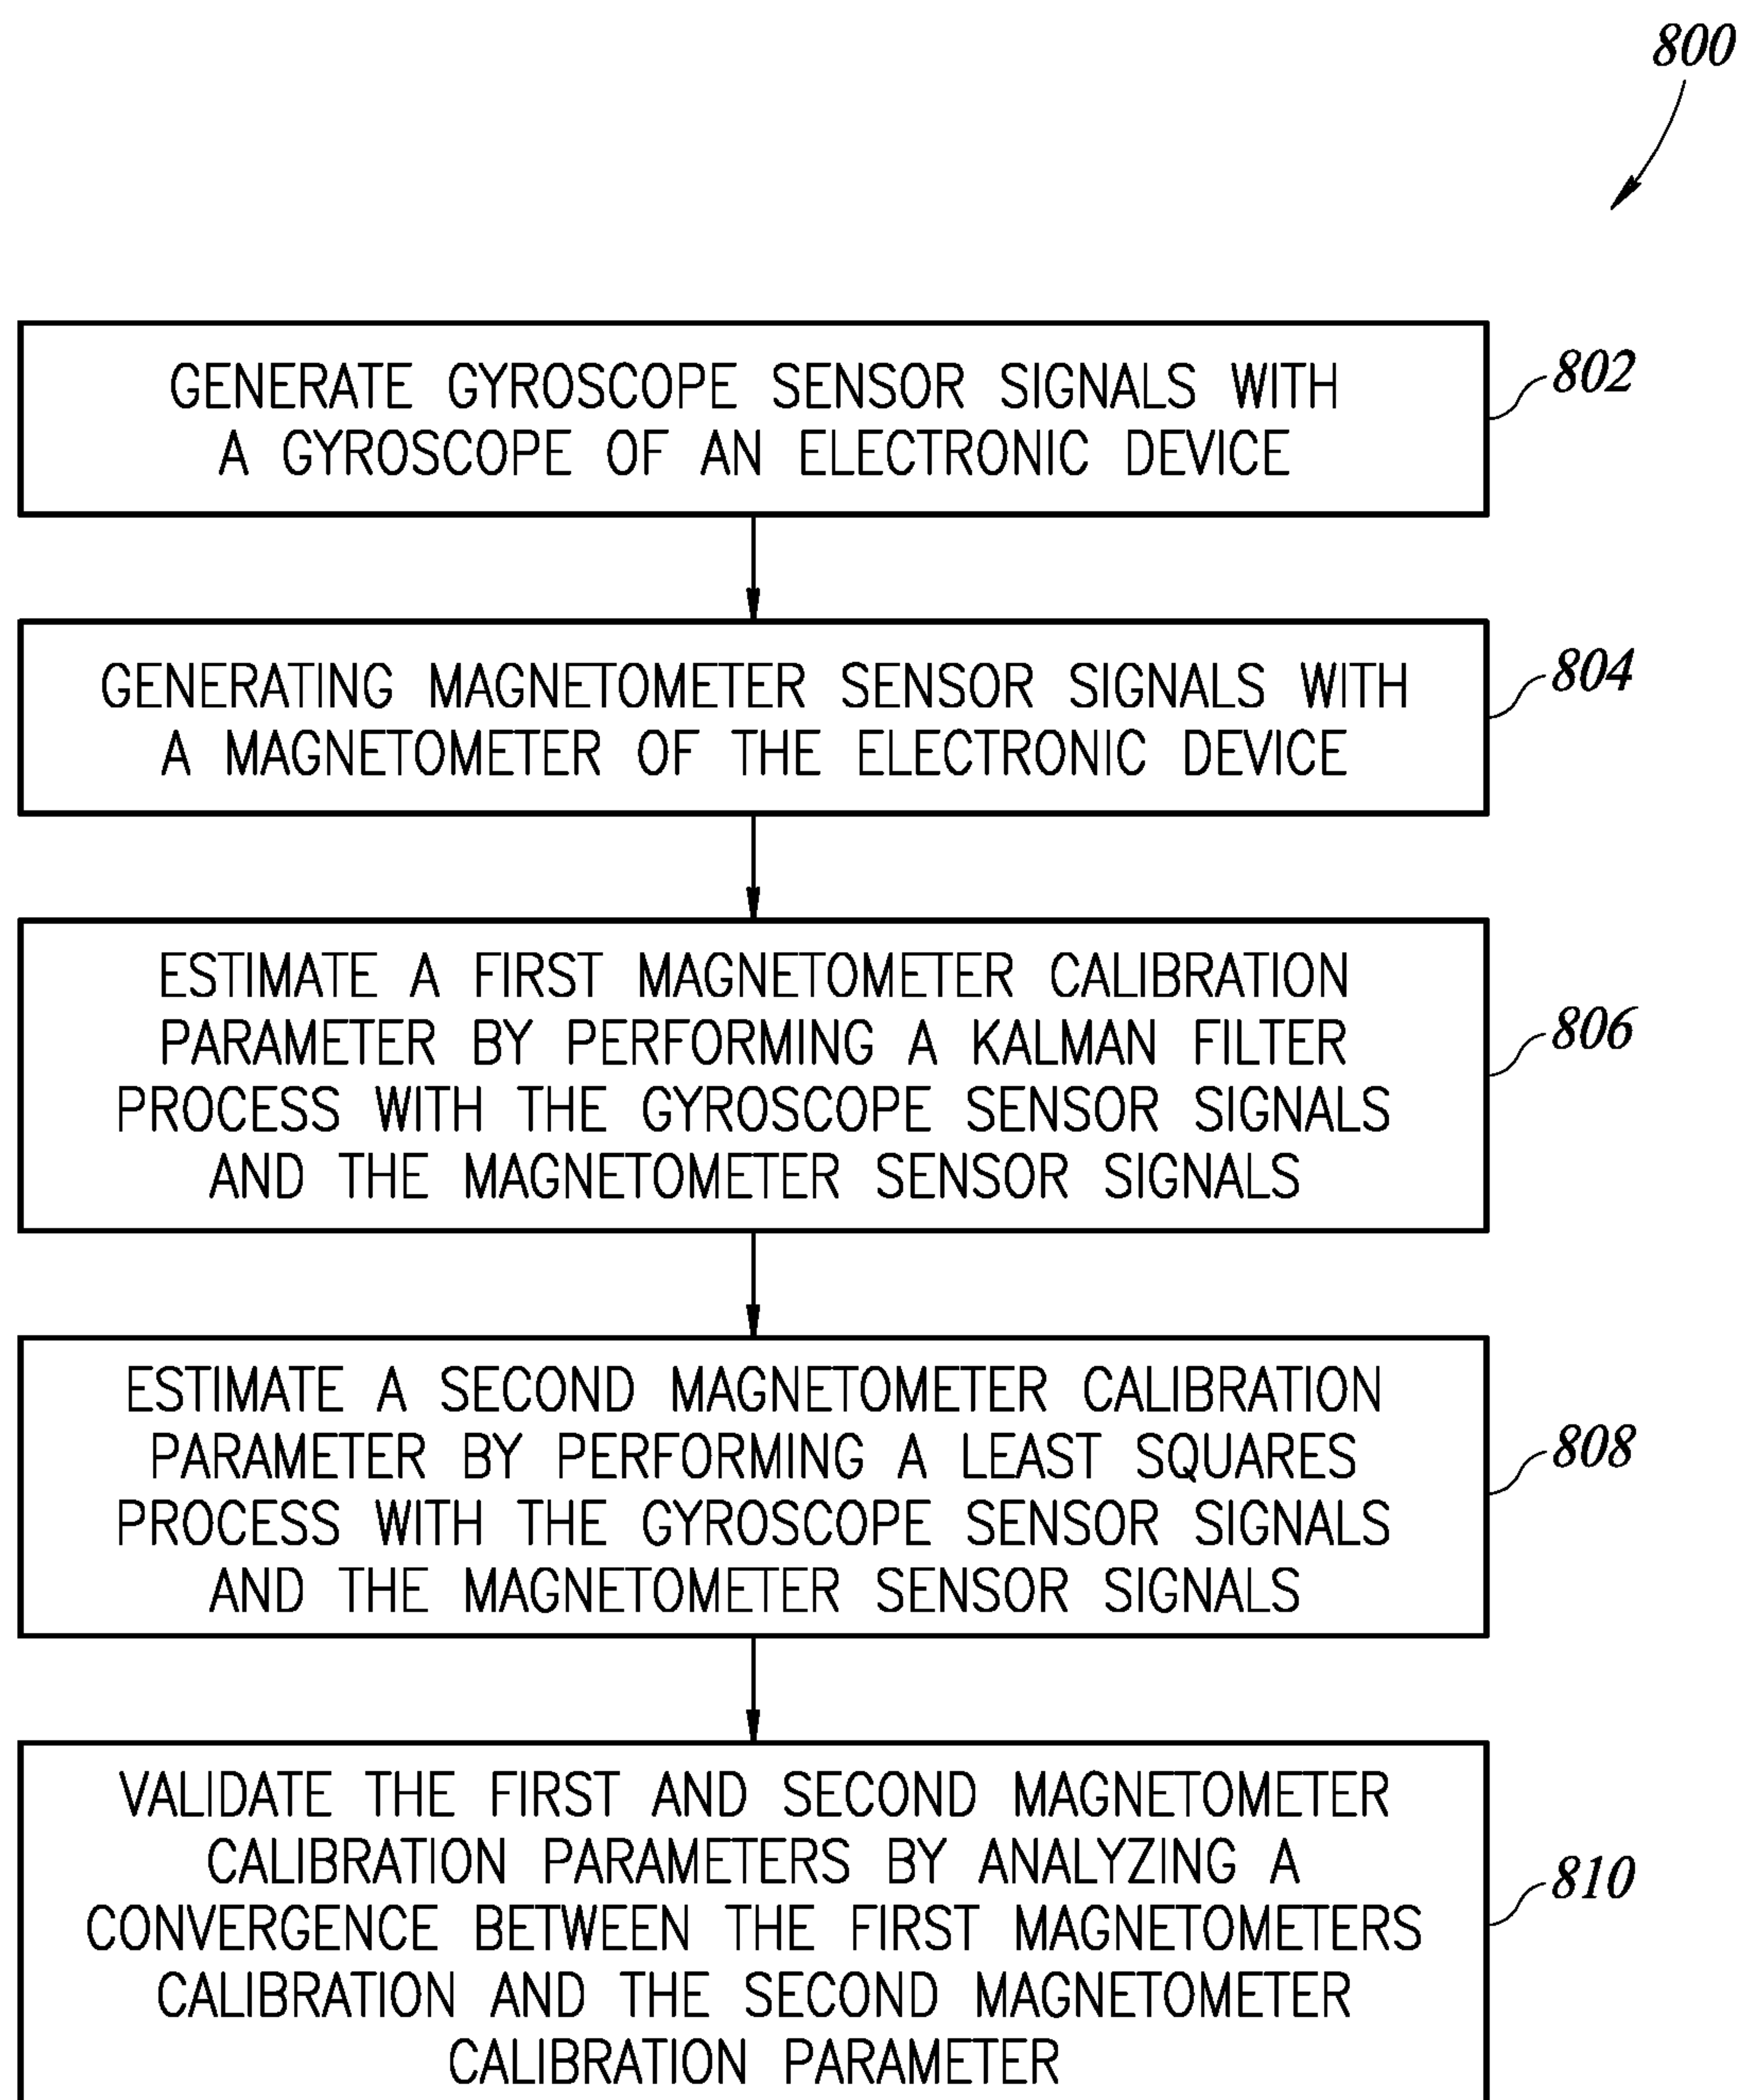 800
GENERATE GYROSCOPE SENSOR SIGNALS WITH
A GYROSCOPE OF AN ELECTRONIC DEVICE
802
GENERATING MAGNETOMETER SENSOR SIGNALS WITH
A MAGNETOMETER OF THE ELECTRONIC DEVICE
804
ESTIMATE A FIRST MAGNETOMETER CALIBRATION
PARAMETER BY PERFORMING A KALMAN FILTER
PROCESS WITH THE GYROSCOPE SENSOR SIGNALS
AND THE MAGNETOMETER SENSOR SIGNALS
806
ESTIMATE A SECOND MAGNETOMETER CALIBRATION
PARAMETER BY PERFORMING A LEAST SQUARES
PROCESS WITH THE GYROSCOPE SENSOR SIGNALS
AND THE MAGNETOMETER SENSOR SIGNALS
808
VALIDATE THE FIRST AND SECOND MAGNETOMETER
CALIBRATION PARAMETERS BY ANALYZING A
CONVERGENCE BETWEEN THE FIRST MAGNETOMETERS
CALIBRATION AND THE SECOND MAGNETOMETER
CALIBRATION PARAMETER
810